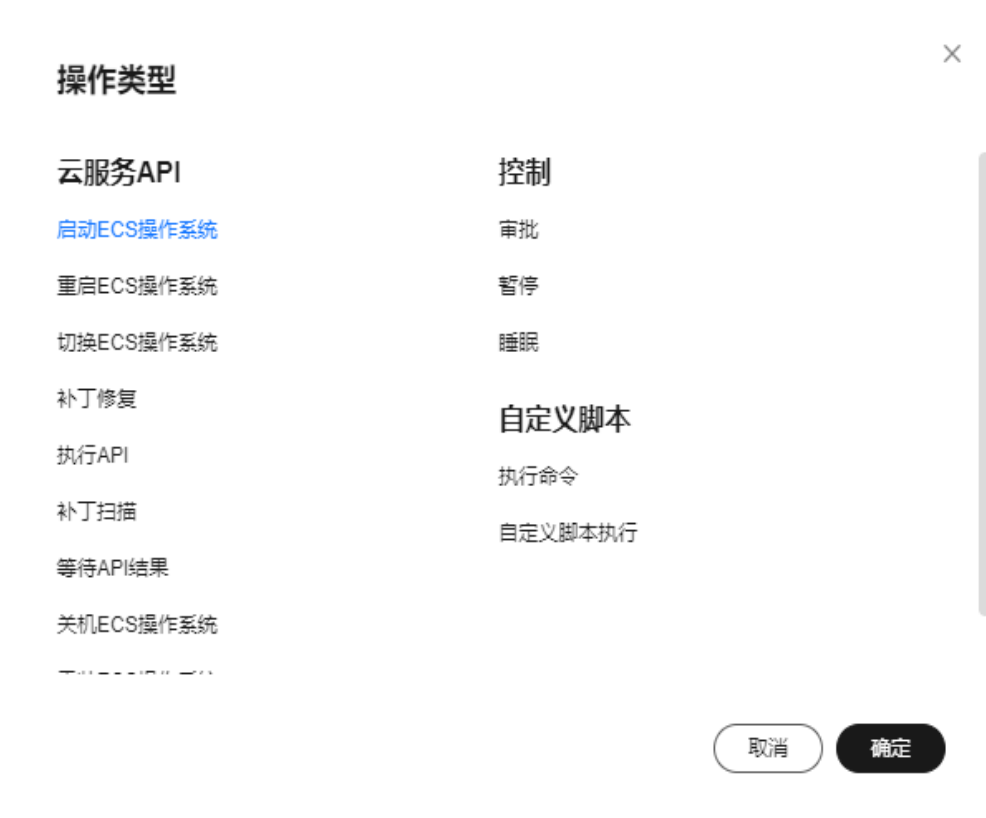 操作类型
云服务API
启动ECS操作系统
重启ECS操作系统
切换ECS操作系统
补丁修复
执行API
补丁扫描
等待API结果
关机ECS操作系统
控制
审批
暂停
睡眠
自定义脚本
执行命令
自定义脚本执行
取消
确定